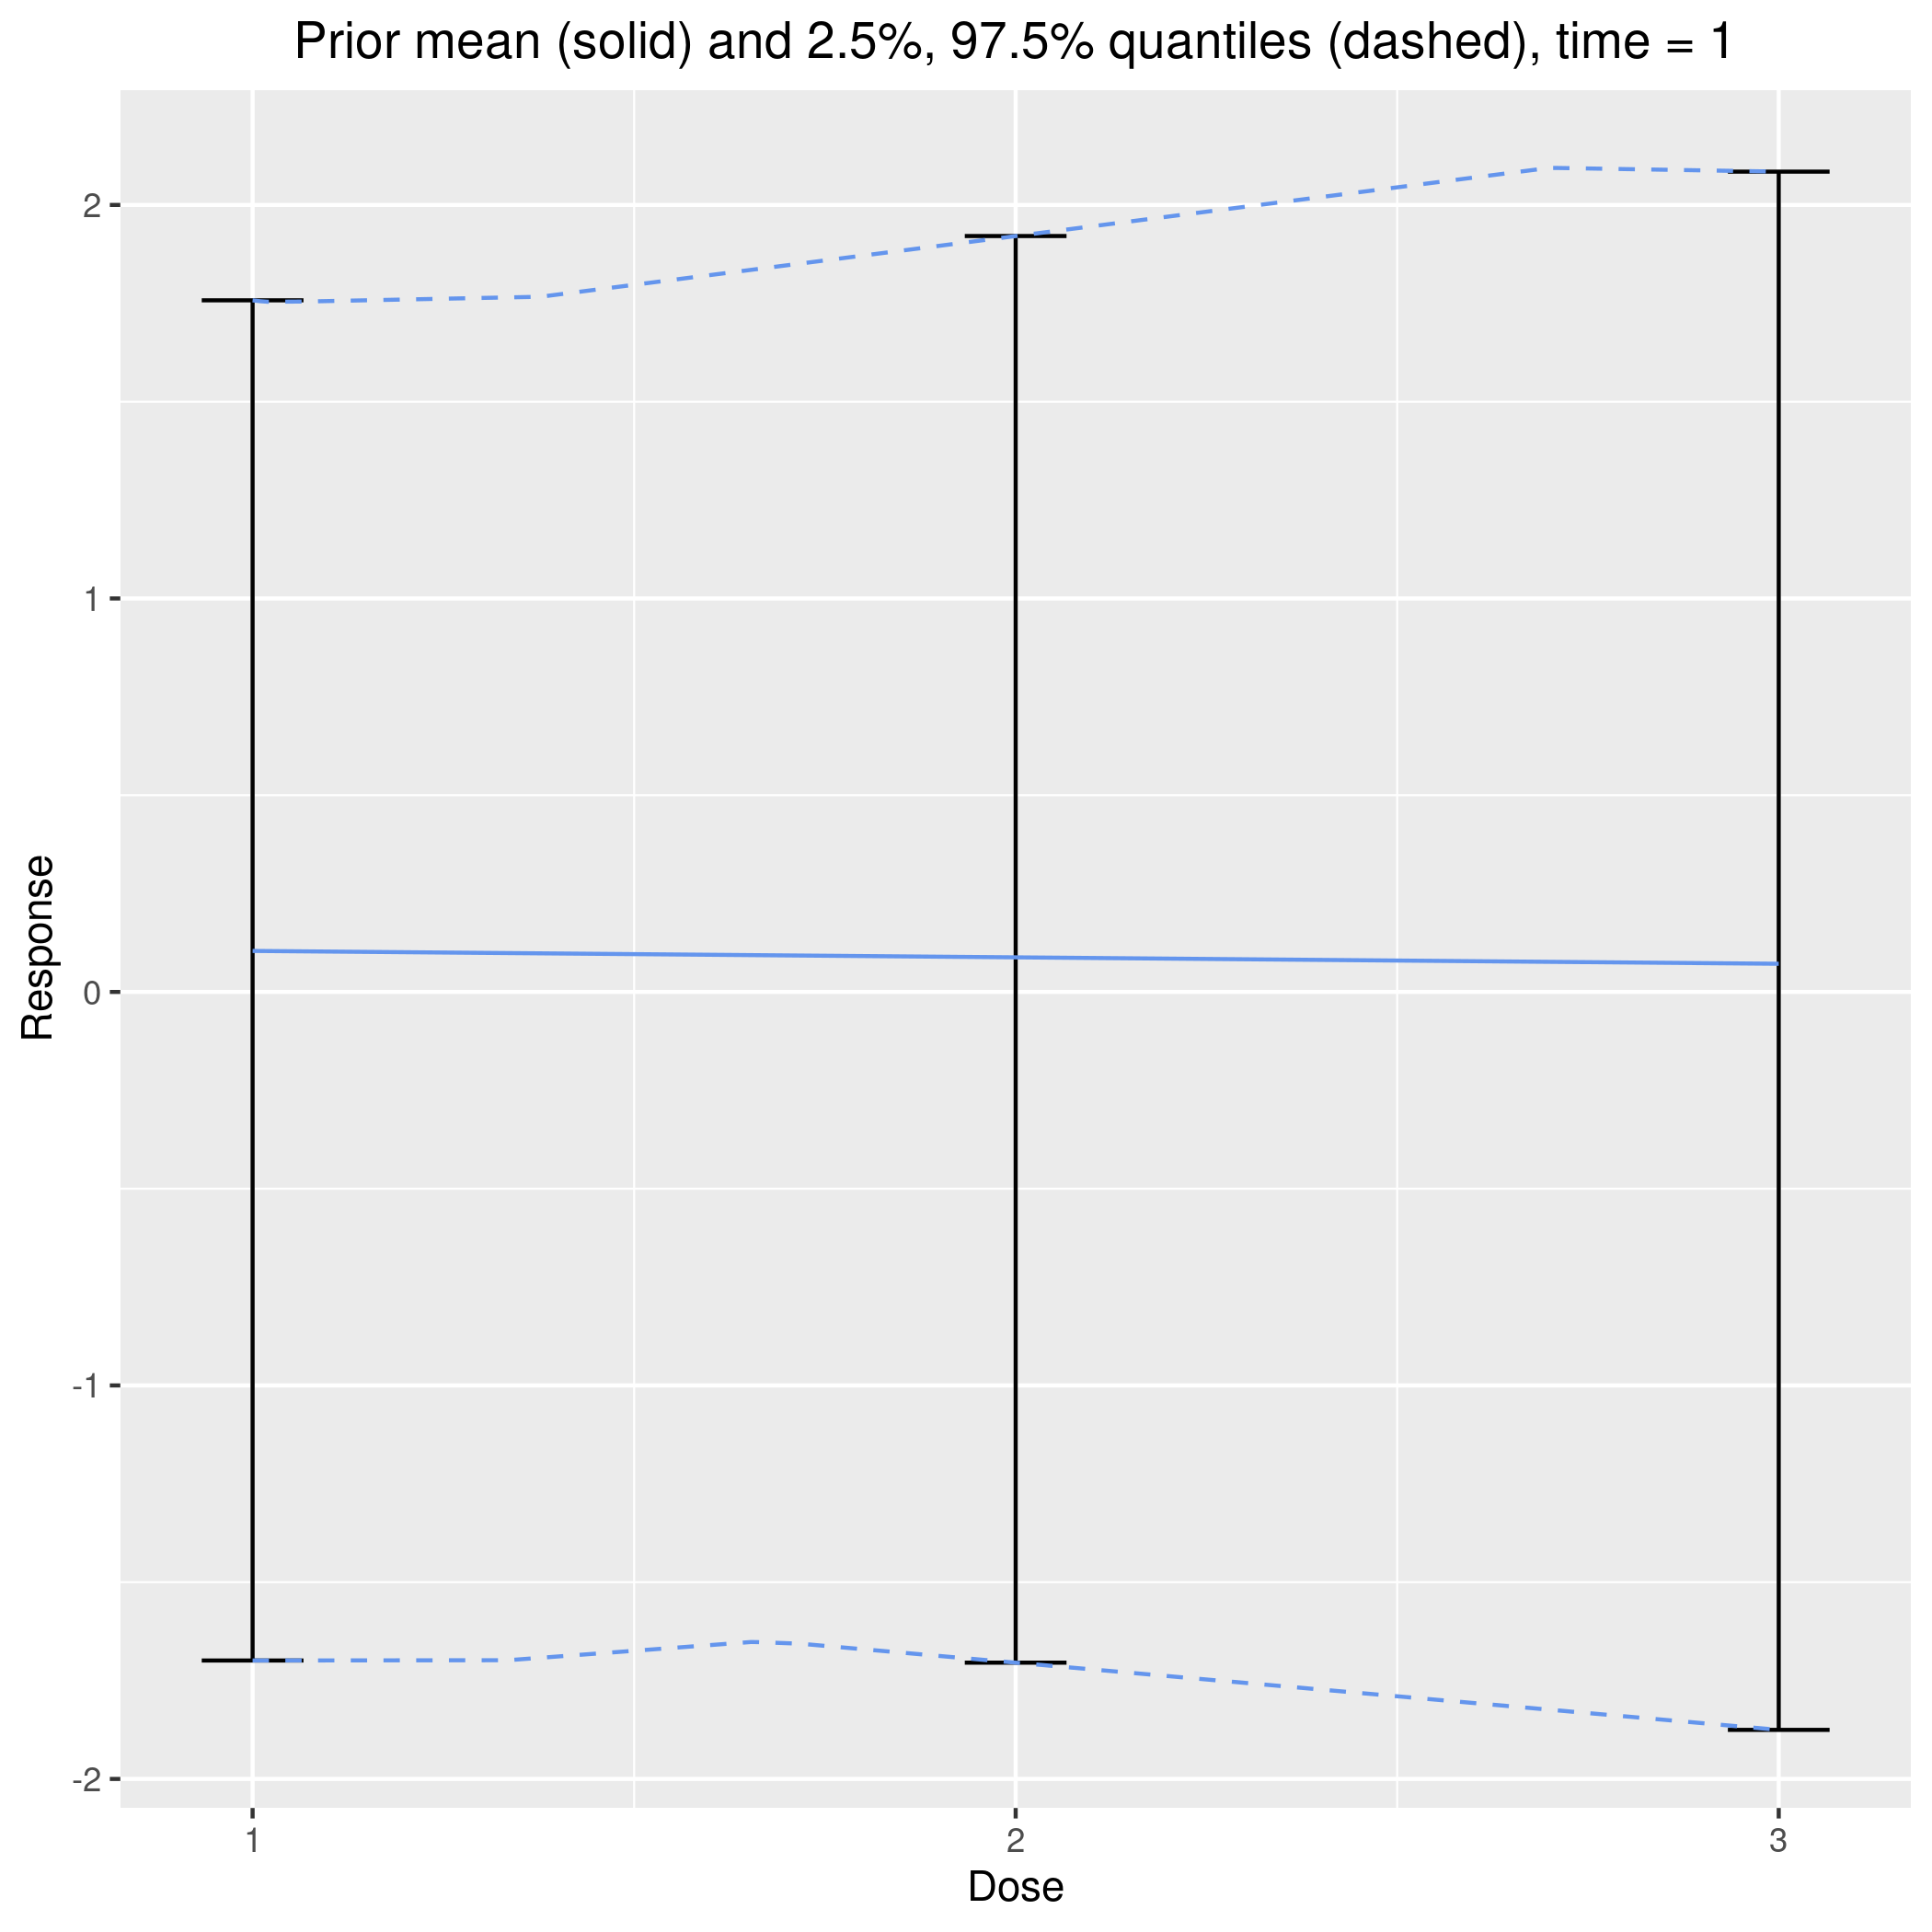 Prior mean (solid) and 2.5%, 97.5% quantiles (dashed), time = 1
Response
2
1
0
-1
-2
1
2
3
Dose